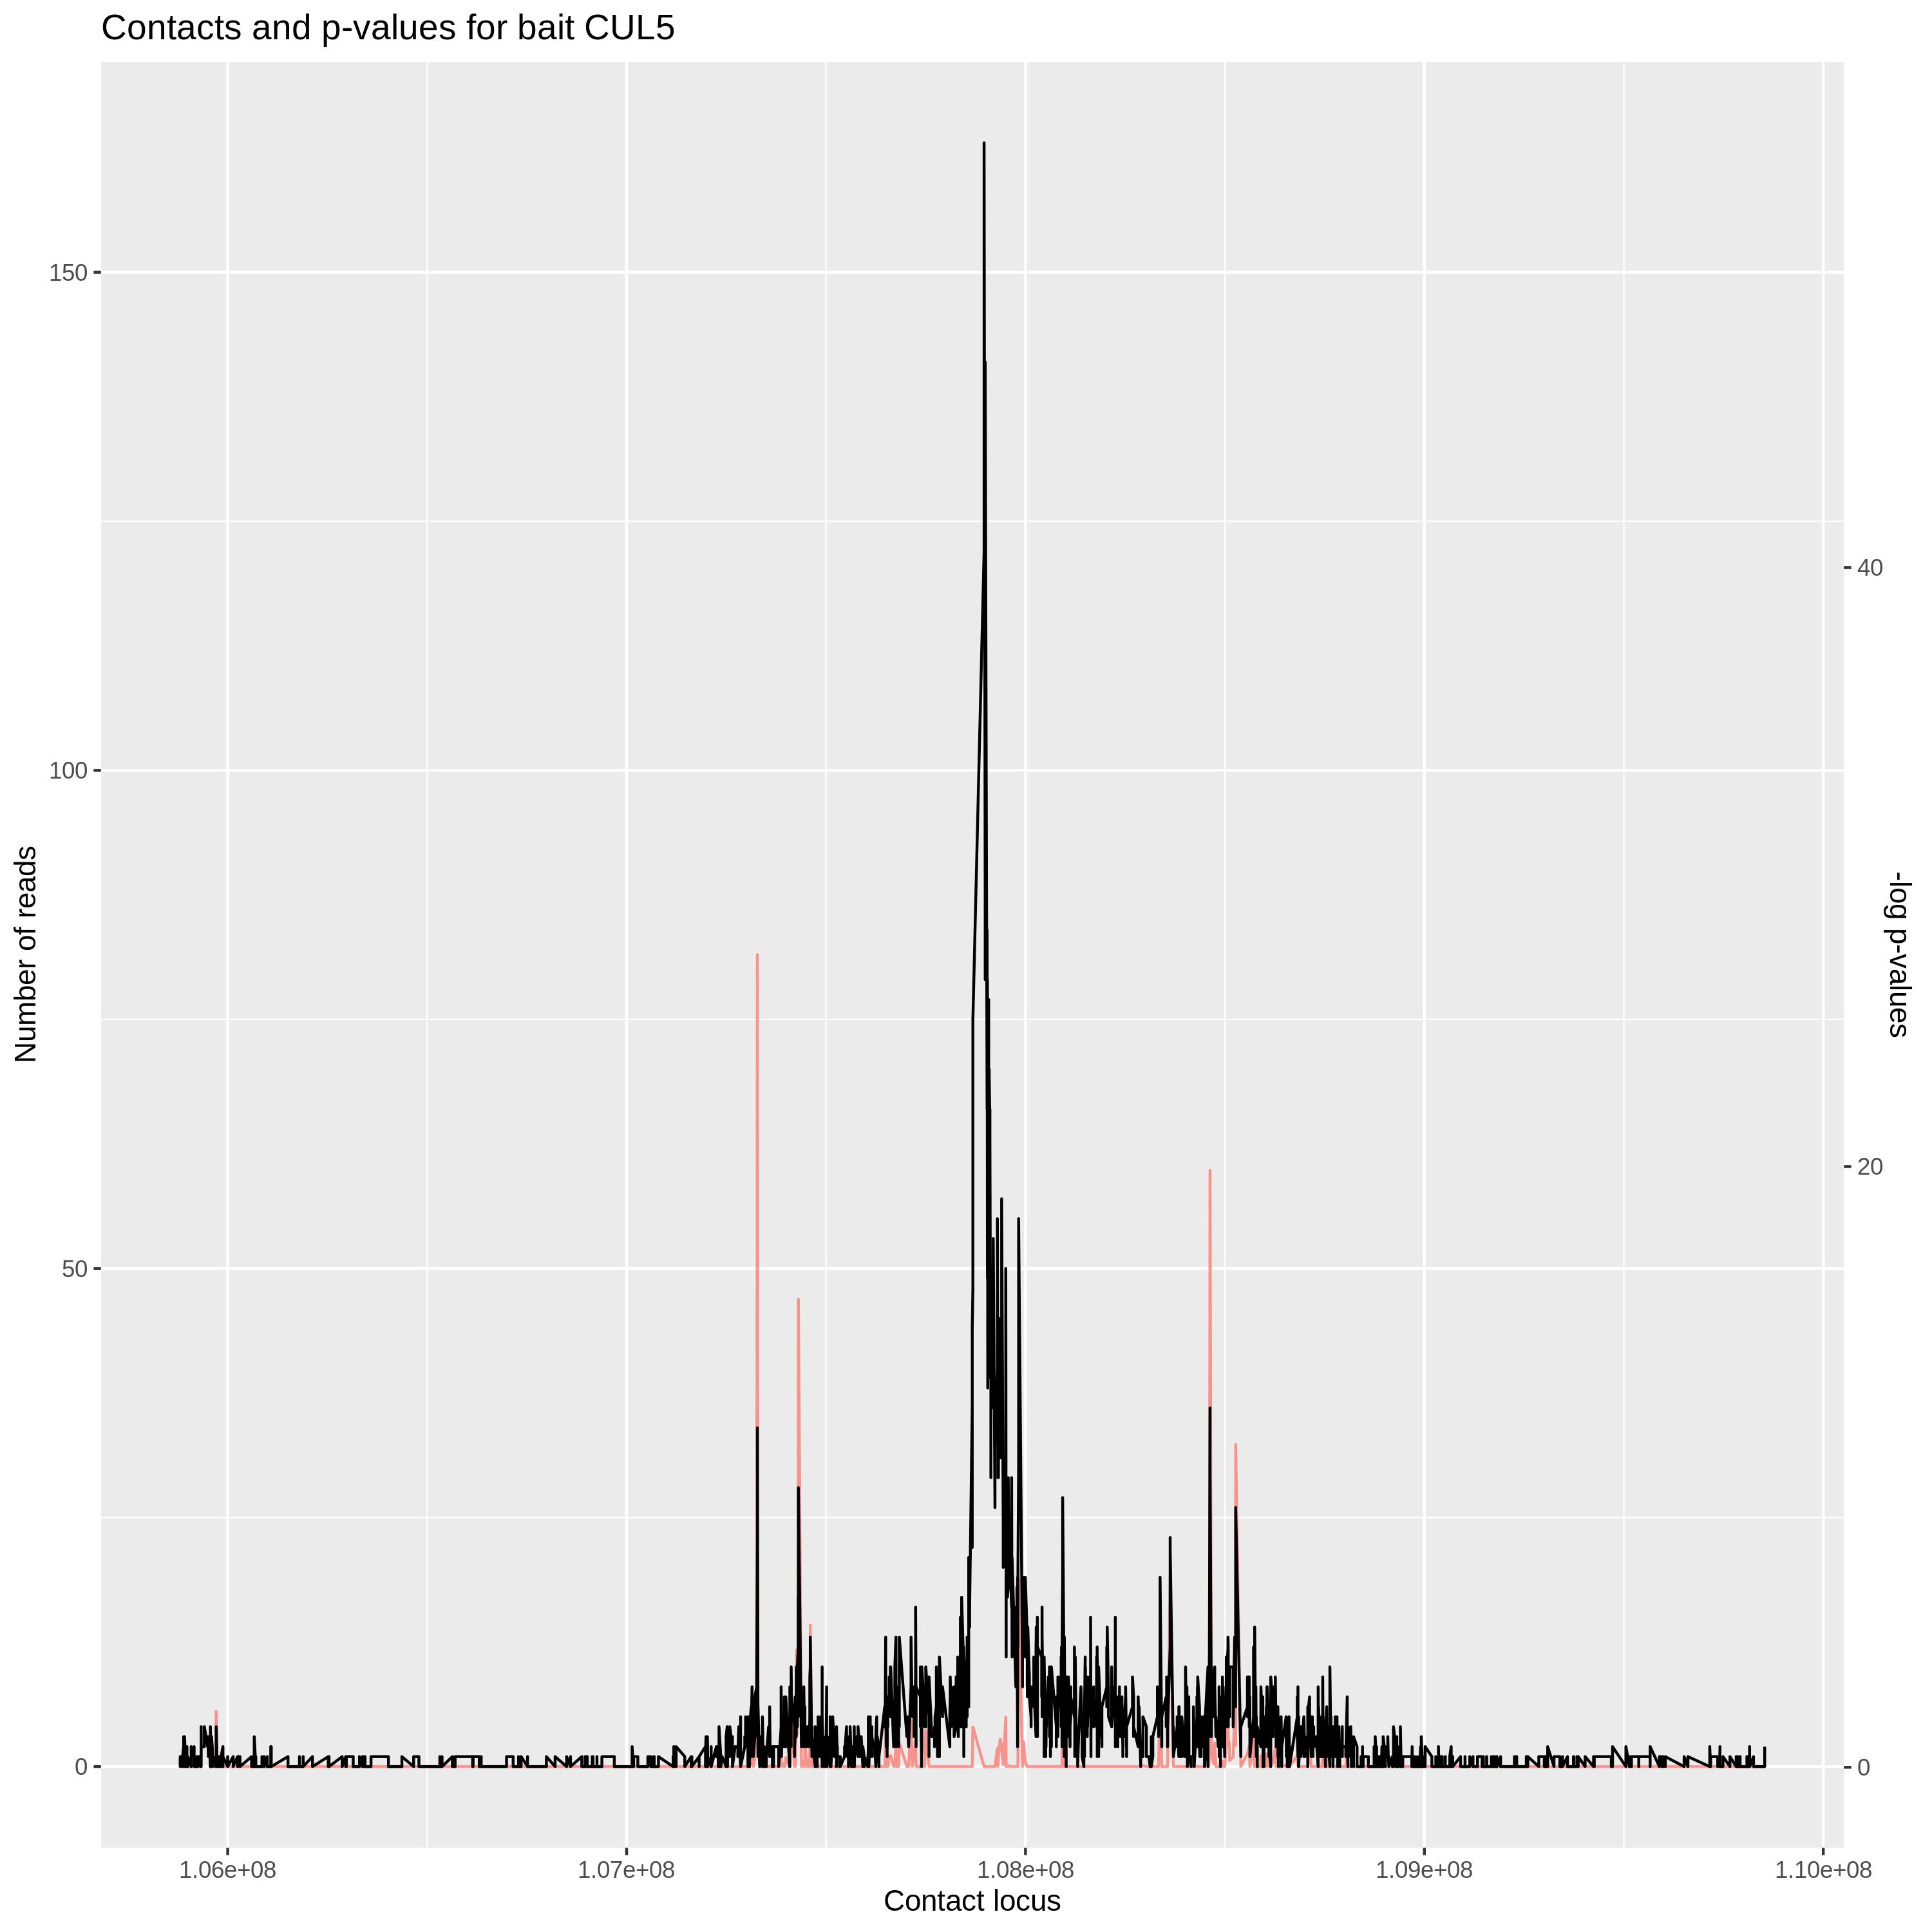 Contacts and p-values for bait CUL5
150
100
50
0
Number of reads
40
20
0
-log p-values
1.06e+08
1.07e+08
1.08e+08
1.09e+08
1.10e+08
Contact locus